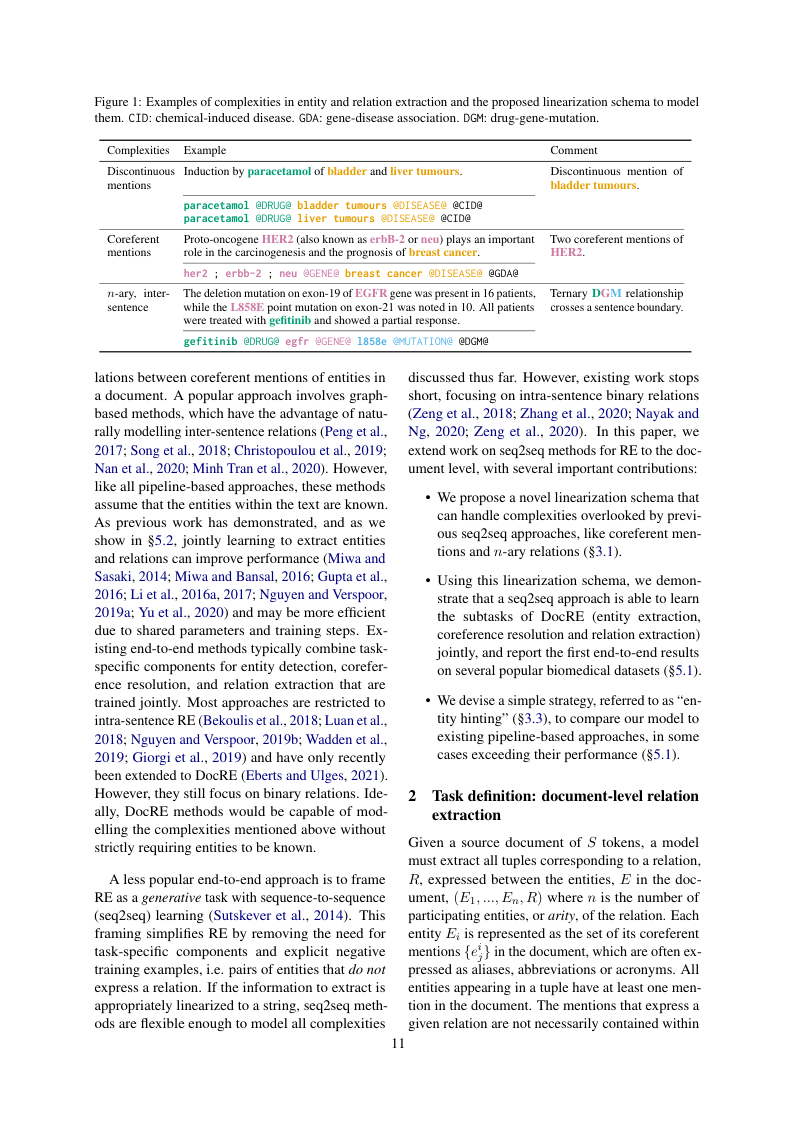 Figure 1: Examples of complexities in entity and relation extraction and the proposed linearization schema to model
them. CID: chemical-induced disease. GDA: gene-disease association. DGM: drug-gene-mutation.
Complexities Example Comment
Discontinuous mentions
Induction by paracetamol of bladder and liver tumours.
Discontinuous mention of
bladder tumours.
paracetamol @DRUG@ bladder tumours @DISEASE@ @CID@
paracetamol @DRUG@ liver tumours @DISEASE@ @CID@
Coreferent
mentions
Proto-oncogene HER2 (also known as erbB-2 or neu) plays an important
role in the carcinogenesis and the prognosis of breast cancer.
Two coreferent mentions of
HER2.
her2 ; erbb-2 ; neu @GENE@ breast cancer @DISEASE@ @GDA@
n-ary, inter-
sentence
The deletion mutation on exon-19 of EGFR gene was present in 16 patients,
while the L858E point mutation on exon-21 was noted in 10. All patients
were treated with gefitinib and showed a partial response.
Ternary DGM relationship
crosses a sentence boundary.
gefitinib @DRUG@ egfr @GENE@ l858e @MUTATION@ @DGM@
lations between coreferent mentions of entities in
a document. A popular approach involves graph-
based methods, which have the advantage of natu-
rally modelling inter-sentence relations (Peng et al.,
2017; Song et al., 2018; Christopoulou et al., 2019;
Nan et al., 2020; Minh Tran et al., 2020). However,
like all pipeline-based approaches, these methods
assume that the entities within the text are known.
As previous work has demonstrated, and as we
show in §5.2, jointly learning to extract entities
and relations can improve performance (Miwa and
Sasaki, 2014; Miwa and Bansal, 2016; Gupta et al.,
2016; Li et al., 2016a, 2017; Nguyen and Verspoor,
2019a; Yu et al., 2020) and may be more efficient
due to shared parameters and training steps. Ex-
isting end-to-end methods typically combine task-
specific components for entity detection, corefer-
ence resolution, and relation extraction that are
trained jointly. Most approaches are restricted to
intra-sentence RE (Bekoulis et al., 2018; Luan et al.,
2018; Nguyen and Verspoor, 2019b; Wadden et al.,
2019; Giorgi et al., 2019) and have only recently
been extended to DocRE (Eberts and Ulges, 2021).
However, they still focus on binary relations. Ide-
ally, DocRE methods would be capable of mod-
elling the complexities mentioned above without
strictly requiring entities to be known.
A less popular end-to-end approach is to frame
RE as a generative task with sequence-to-sequence
(seq2seq) learning (Sutskever et al., 2014). This
framing simplifies RE by removing the need for
task-specific components and explicit negative
training examples, i.e. pairs of entities that do not
express a relation. If the information to extract is
appropriately linearized to a string, seq2seq meth-
ods are flexible enough to model all complexities
discussed thus far. However, existing work stops
short, focusing on intra-sentence binary relations
(Zeng et al., 2018; Zhang et al., 2020; Nayak and
Ng, 2020; Zeng et al., 2020). In this paper, we
extend work on seq2seq methods for RE to the doc-
ument level, with several important contributions:
• We propose a novel linearization schema that
can handle complexities overlooked by previ-
ous seq2seq approaches, like coreferent men-
tions and n-ary relations (§3.1).
• Using this linearization schema, we demon-
strate that a seq2seq approach is able to learn
the subtasks of DocRE (entity extraction,
coreference resolution and relation extraction)
jointly, and report the first end-to-end results
on several popular biomedical datasets (§5.1).
• We devise a simple strategy, referred to as “en-
tity hinting” (§3.3), to compare our model to
existing pipeline-based approaches, in some
cases exceeding their performance (§5.1).
2 Task definition: document-level relation
extraction
Given a source document of S tokens, a model
must extract all tuples corresponding to a relation,
R, expressed between the entities, E in the doc-
ument, (E1, ..., En, R) where n is the number of
participating entities, or arity, of the relation. Each
entity Ei is represented as the set of its coreferent
mentions {e^i_j} in the document, which are often ex-
pressed as aliases, abbreviations or acronyms. All
entities appearing in a tuple have at least one men-
tion in the document. The mentions that express a
given relation are not necessarily contained within
11